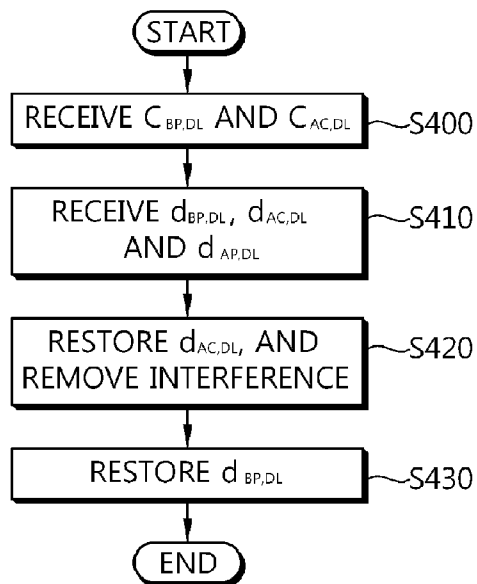 START
RECEIVE C BP,DL AND C AC,DL
S400
RECEIVE d BP,DL, d AC,DL
AND d AP,DL
S410
RESTORE d AC,DL, AND
REMOVE INTERFERENCE
S420
RESTORE d BP,DL
S430
END